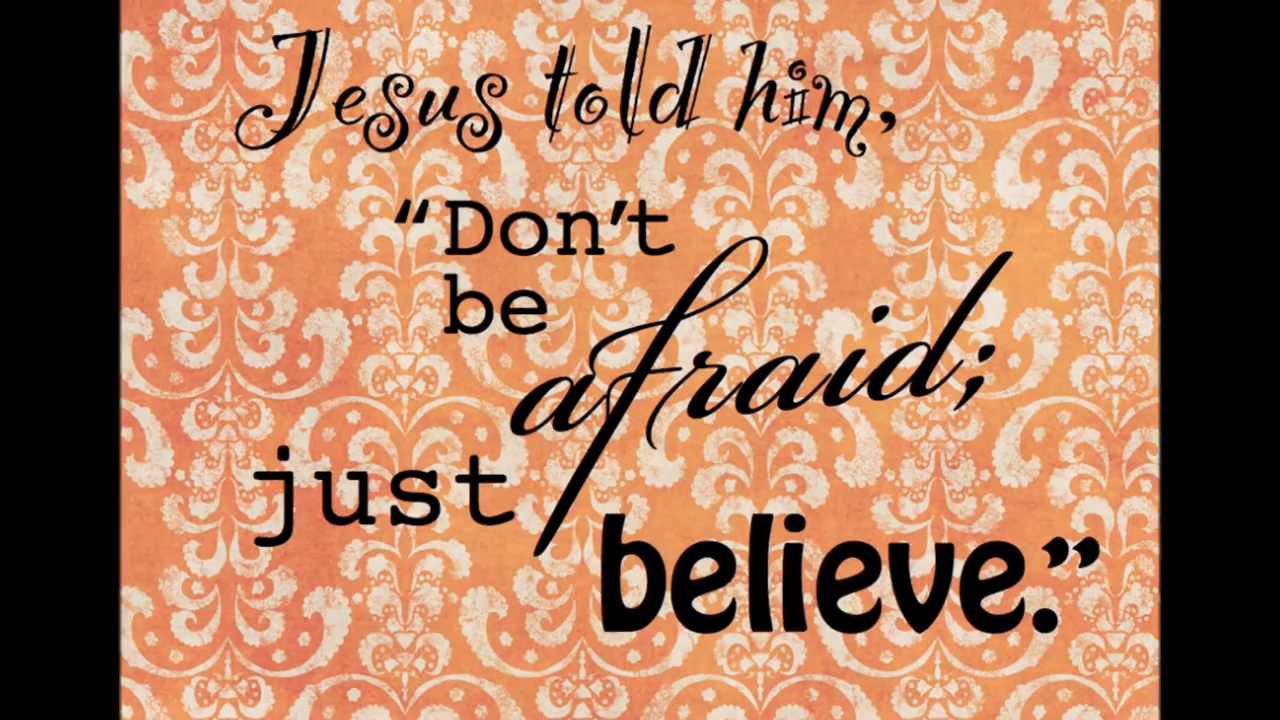 Jesus told him,
“Don't
be
afraid;
just
believe.”